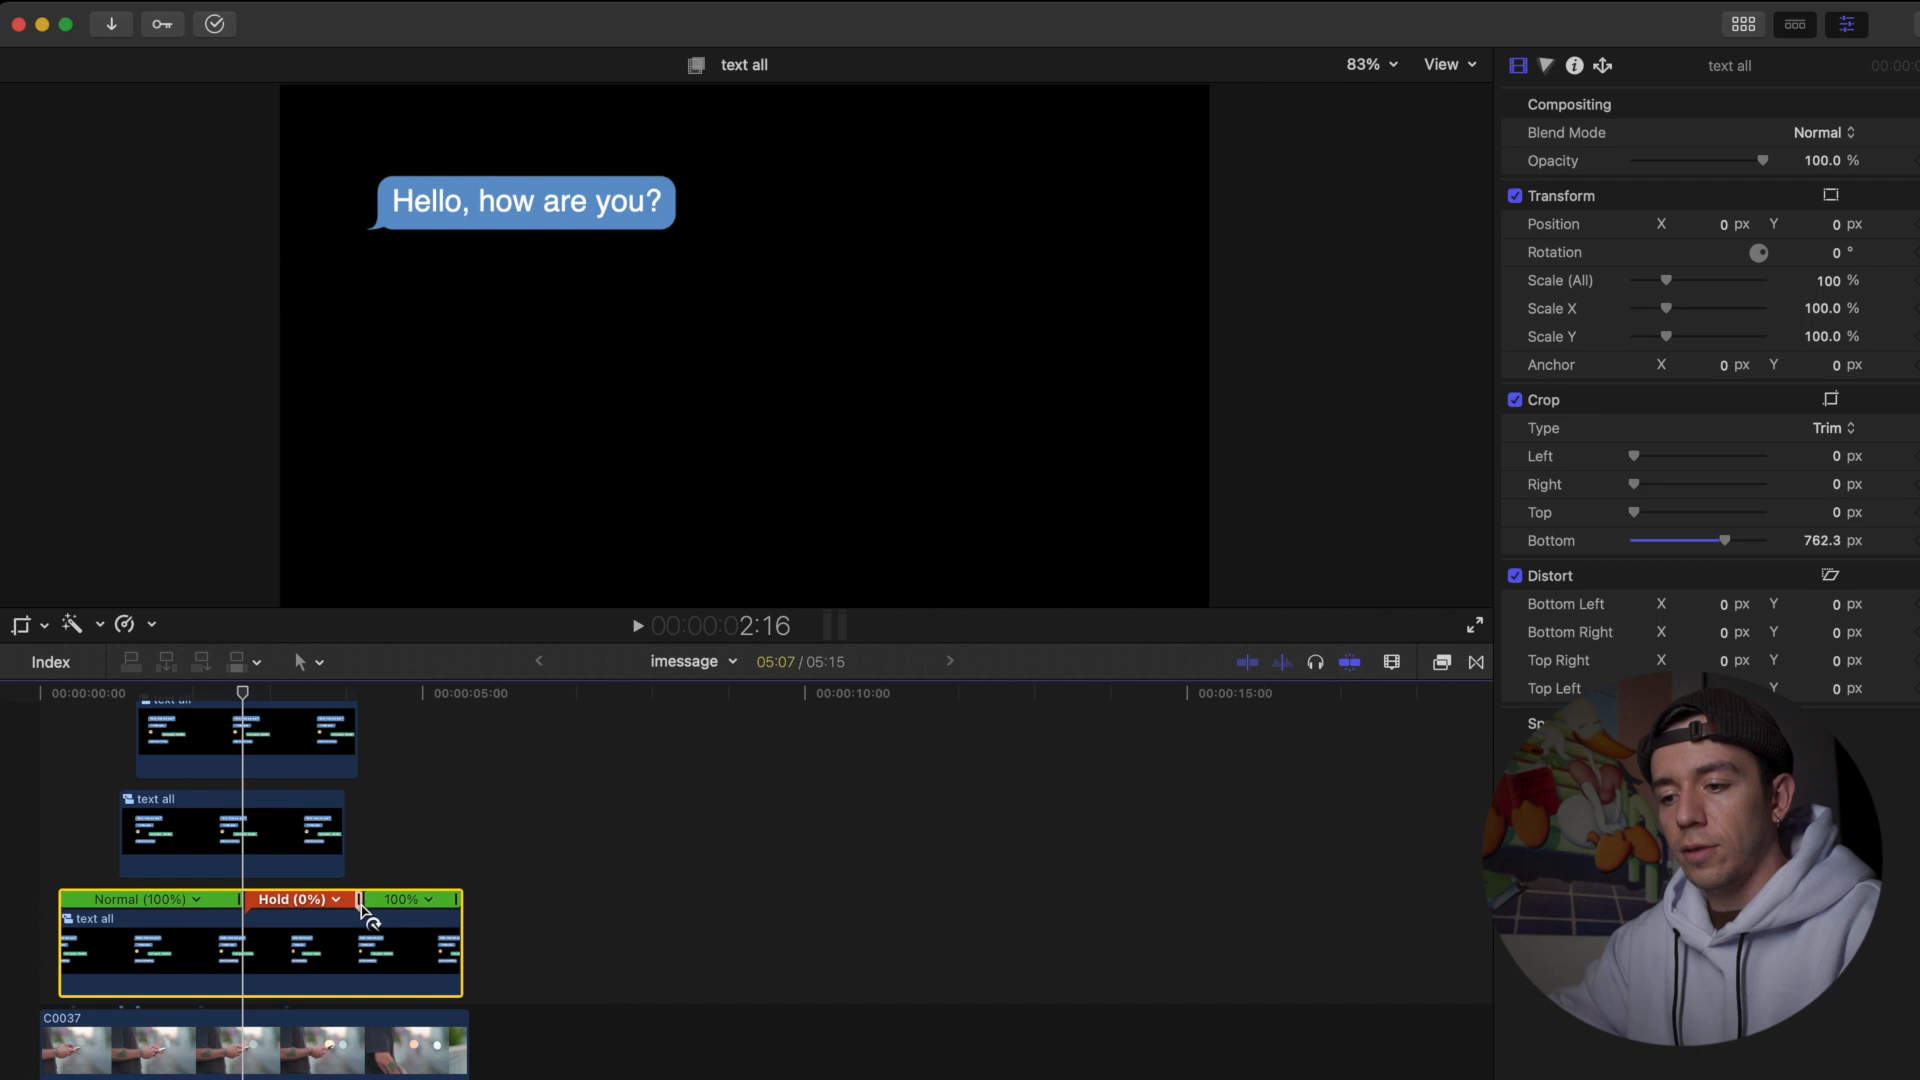 text all
83%
View
text all
00:00:0
Compositing
Blend Mode
Normal
Opacity
100.0 %
Hello, how are you?
Transform
Position X 0 px Y 0 px
Rotation 0 °
Scale (All) 100 %
Scale X 100.0 %
Scale Y 100.0 %
Anchor X 0 px Y 0 px
Crop
Type Trim
Left 0 px
Right 0 px
Top 0 px
Bottom 762.3 px
Distort
Bottom Left X 0 px Y 0 px
Bottom Right X 0 px Y 0 px
Top Right X 0 px Y 0 px
Top Left Y 0 px
00:00:02:16
Index
imessage
05:07 / 05:15
00:00:00:00
00:00:05:00
00:00:10:00
00:00:15:00
text all
text all
Normal (100%)
Hold (0%)
100%
text all
C0037